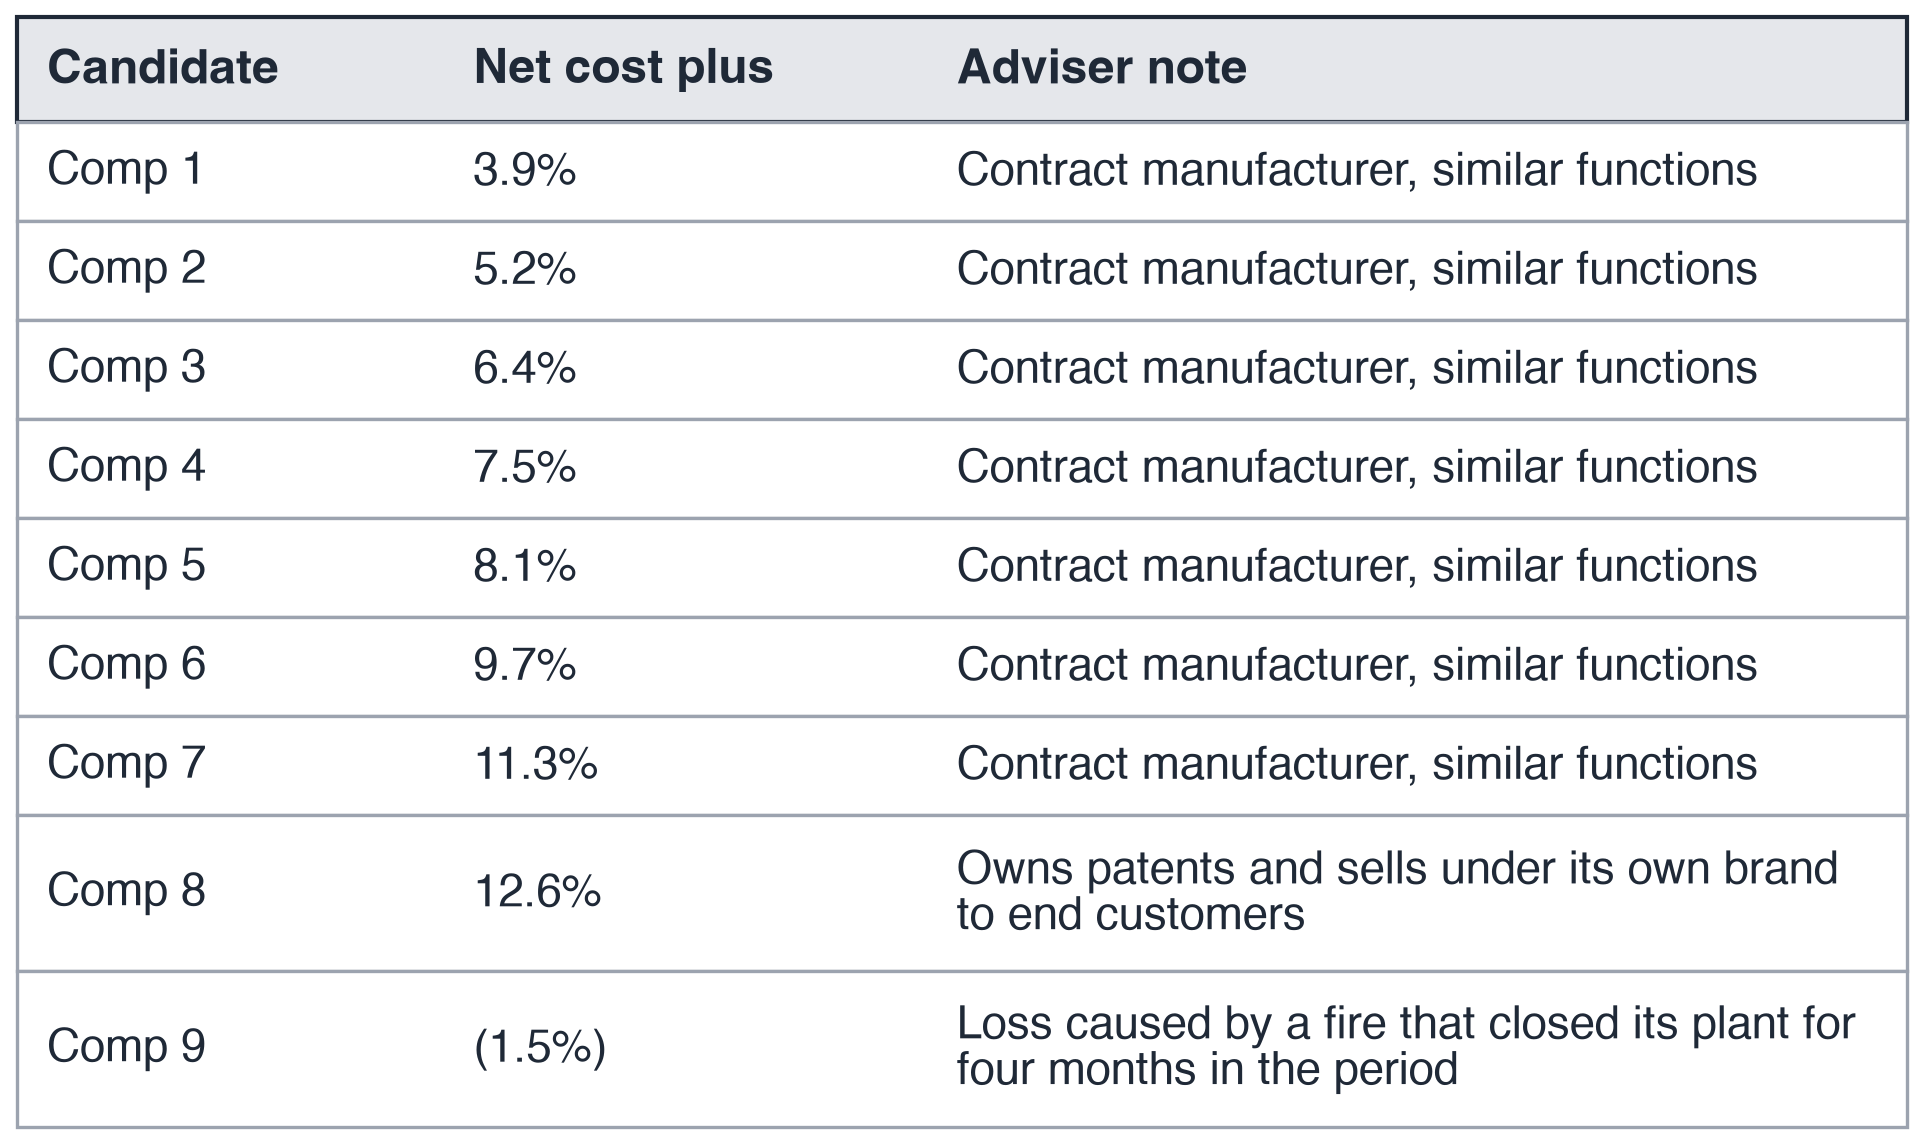 Candidate Net cost plus Adviser note
Comp 1 3.9% Contract manufacturer, similar functions
Comp 2 5.2% Contract manufacturer, similar functions
Comp 3 6.4% Contract manufacturer, similar functions
Comp 4 7.5% Contract manufacturer, similar functions
Comp 5 8.1% Contract manufacturer, similar functions
Comp 6 9.7% Contract manufacturer, similar functions
Comp 7 11.3% Contract manufacturer, similar functions
Comp 8 12.6% Owns patents and sells under its own brand
to end customers
Comp 9 (1.5%) Loss caused by a fire that closed its plant for
four months in the period